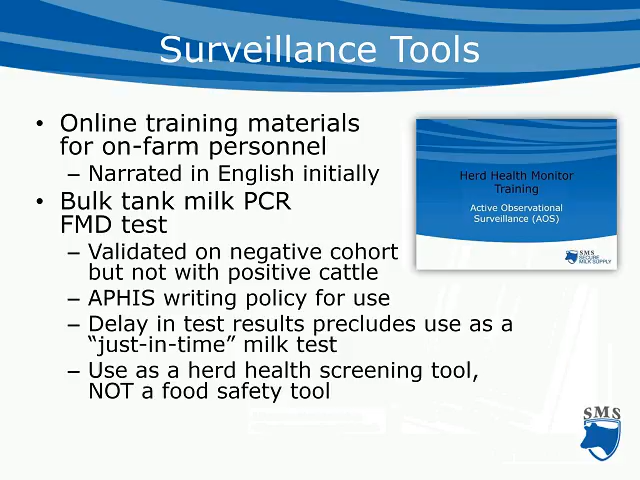 Surveillance Tools
• Online training materials
for on-farm personnel
– Narrated in English initially
• Bulk tank milk PCR
FMD test
– Validated on negative cohort
but not with positive cattle
– APHIS writing policy for use
– Delay in test results precludes use as a
“just-in-time” milk test
– Use as a herd health screening tool,
NOT a food safety tool
Herd Health Monitor
Training
Active Observational
Surveillance (AOS)
SMS
SECURE
MILK SUPPLY
SMS